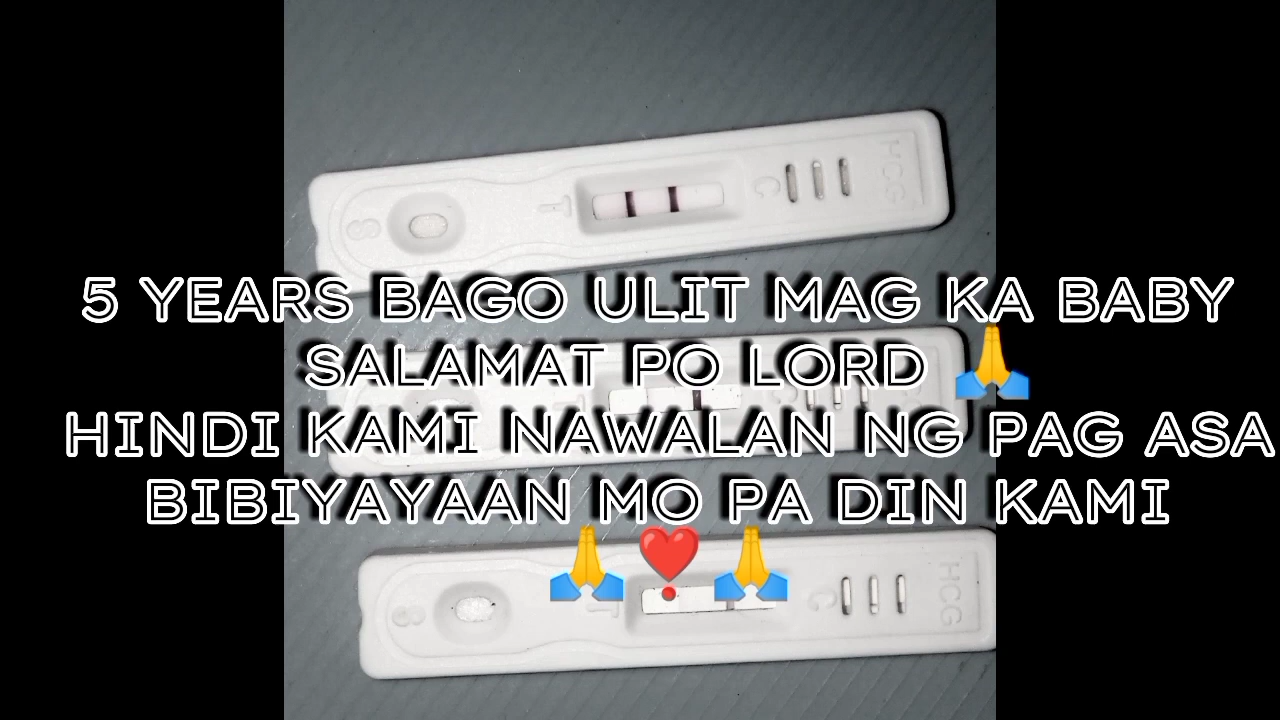 HCG
C
T
S
5 YEARS BAGO ULIT MAG KA BABY
SALAMAT PO LORD 🙏
HINDI KAMI NAWALAN NG PAG ASA
BIBIYAYAAN MO PA DIN KAMI
🙏❣️🙏
HCG
C
T
S